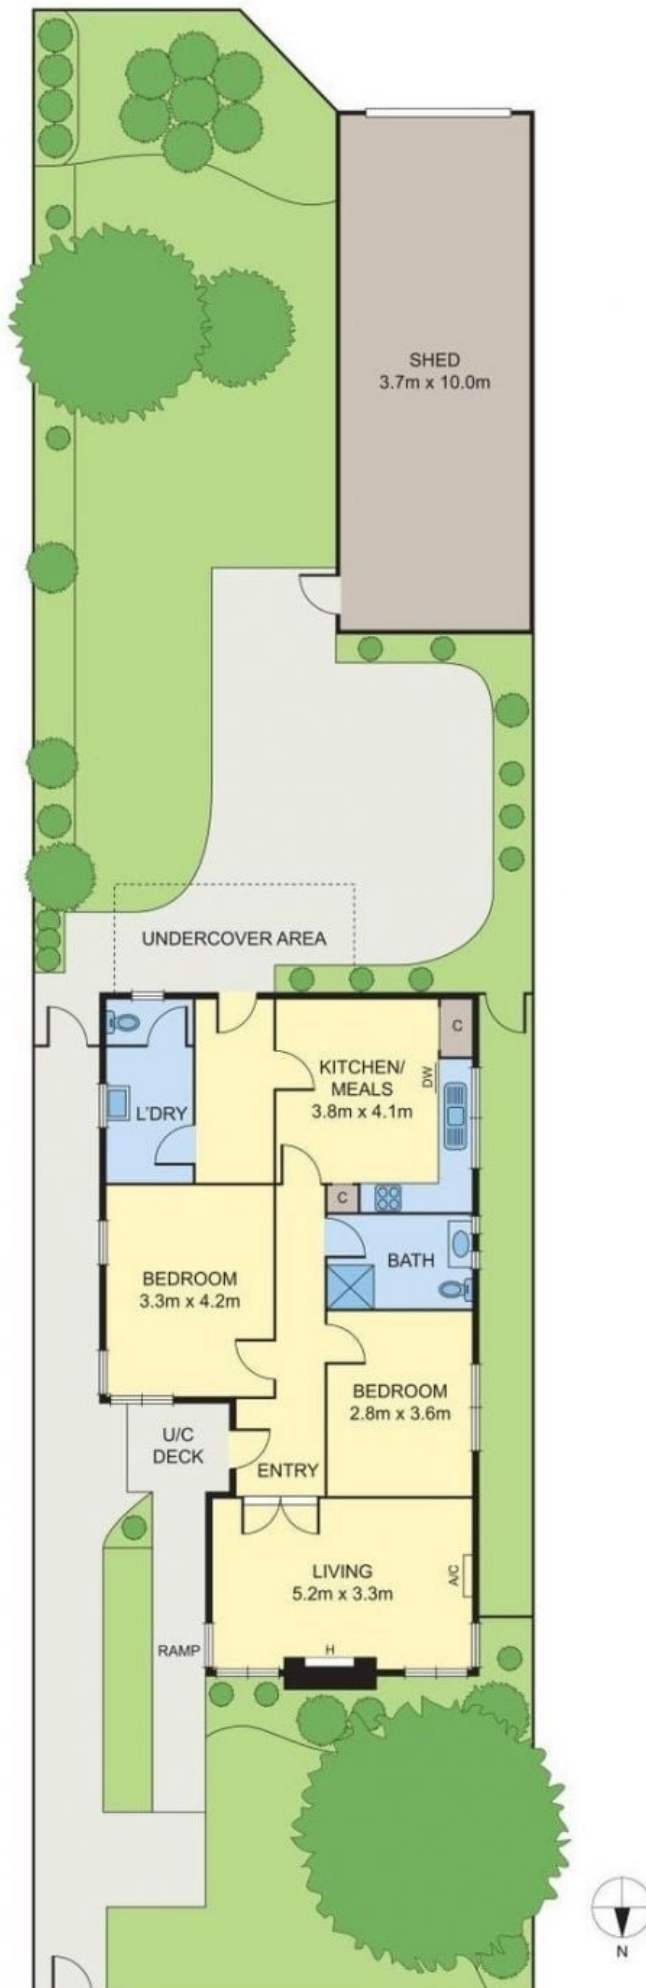 SHED
3.7m x 10.0m
UNDERCOVER AREA
C
KITCHEN/
MEALS
3.8m x 4.1m
DW
L'DRY
C
BATH
BEDROOM
3.3m x 4.2m
BEDROOM
2.8m x 3.6m
U/C
DECK
ENTRY
LIVING
5.2m x 3.3m
A/C
RAMP
H
N